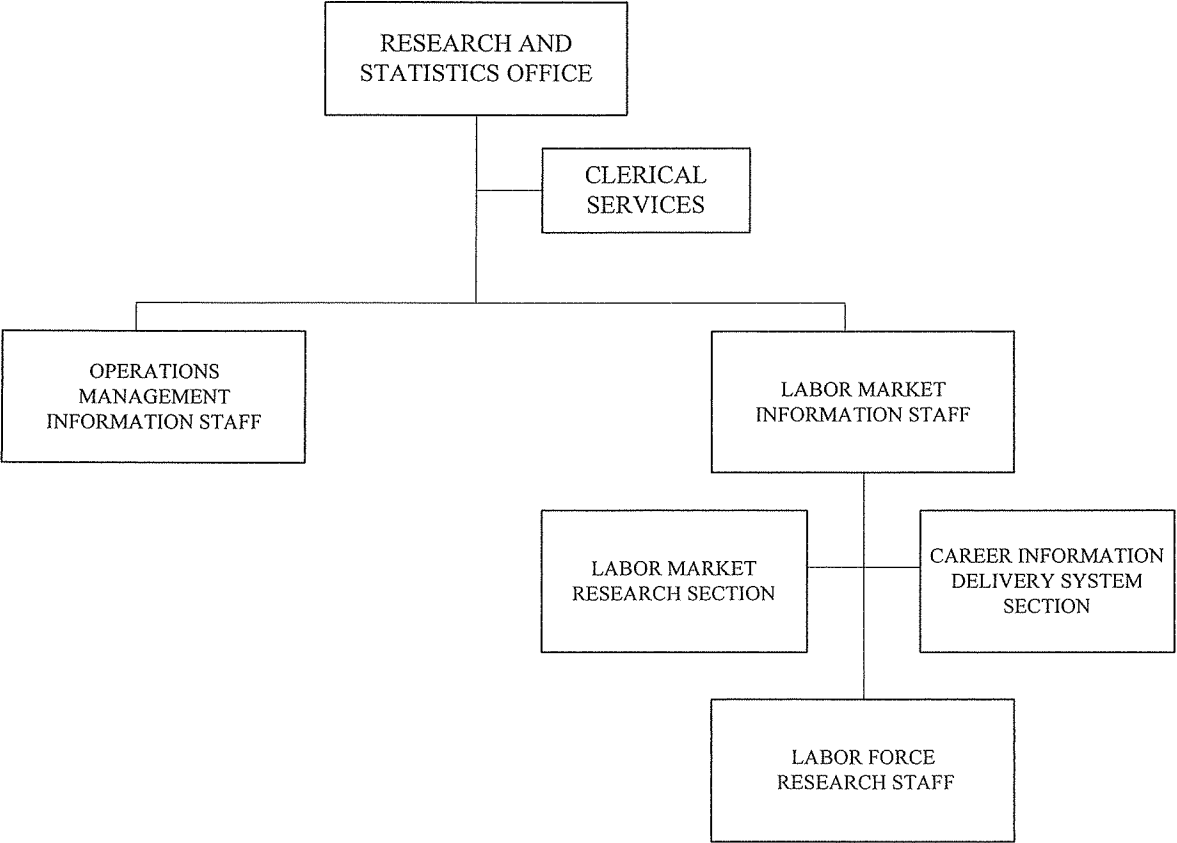 RESEARCH AND
STATISTICS OFFICE
CLERICAL
SERVICES
OPERATIONS
MANAGEMENT
INFORMATION STAFF
LABOR MARKET
INFORMATION STAFF
LABOR MARKET
RESEARCH SECTION
CAREER INFORMATION
DELIVERY SYSTEM
SECTION
LABOR FORCE
RESEARCH STAFF